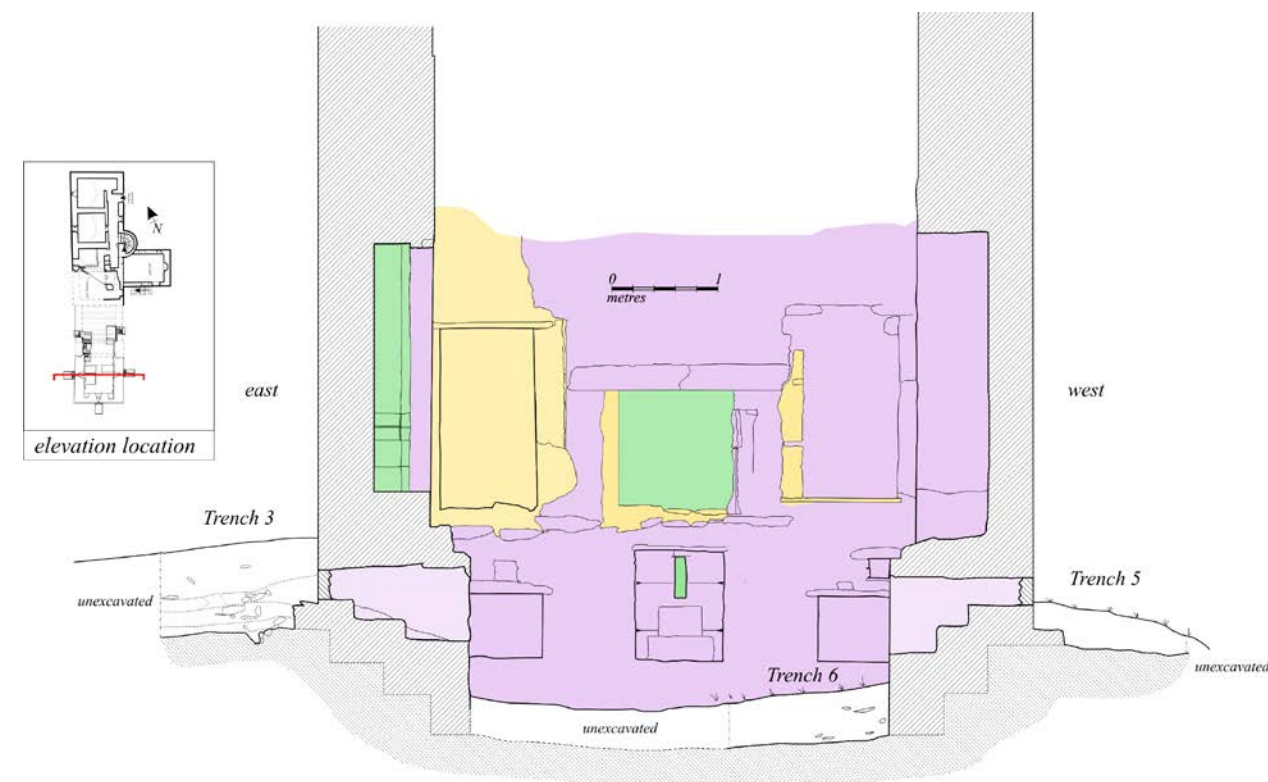 N
elevation location
east
0 1
metres
west
Trench 3
unexcavated
Trench 5
unexcavated
Trench 6
unexcavated